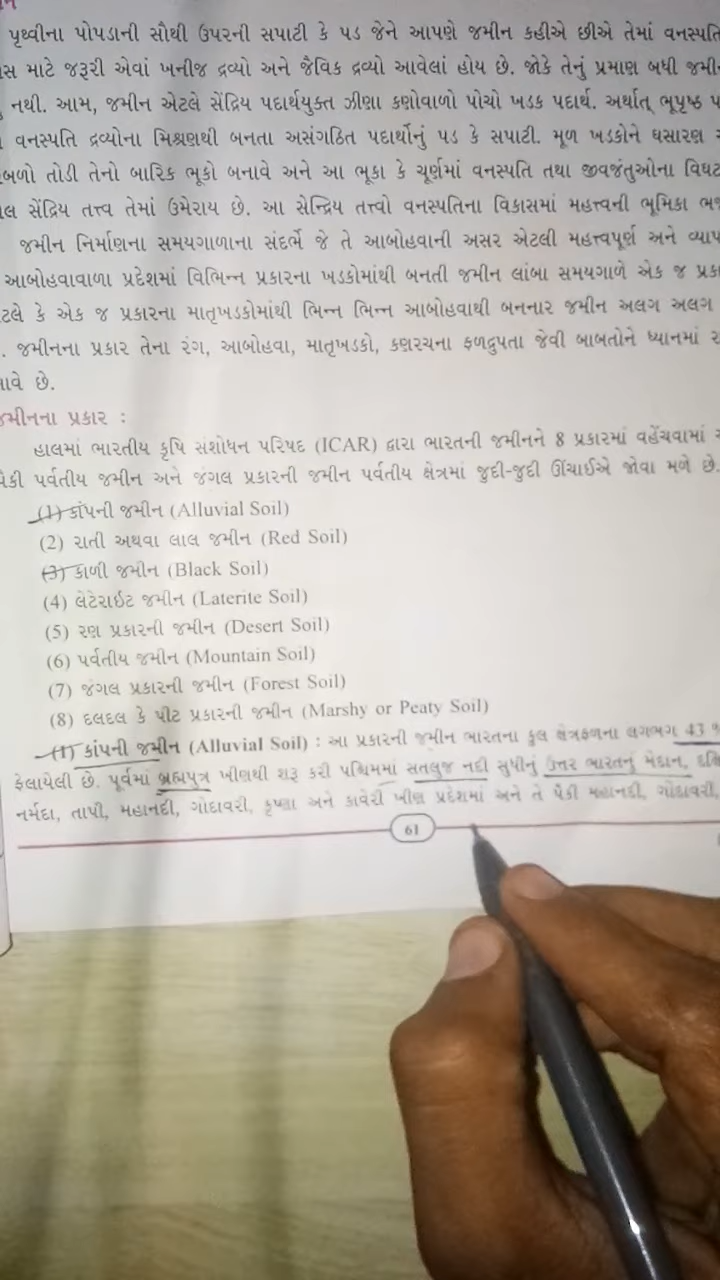 પૃથ્વીના પોપડાની સૌથી ઉપરની સપાટી કે પડ જેને આપણે જમીન કહીએ છીએ તેમાં વનસ્પતિ
માટે જરૂરી એવાં ખનીજ દ્રવ્યો અને જૈવિક દ્રવ્યો આવેલાં હોય છે. જોકે તેનું પ્રમાણ બધી
નથી. આમ, જમીન એટલે સેંદ્રિય પદાર્થયુક્ત ઝીણા કણોવાળો પોચો ખડક પદાર્થ. અર્થાત્ ભૂપૃષ્ઠ
વનસ્પતિ દ્રવ્યોના મિશ્રણથી બનતા અસંગઠિત પદાર્થોનું પડ કે સપાટી. મૂળ ખડકોને ઘસારણ
બળો તોડી તેનો બારિક ભૂકો બનાવે અને આ ભૂકા કે ચૂર્ણમાં વનસ્પતિ તથા જીવજંતુઓના
સેંદ્રિય તત્ત્વ તેમાં ઉમેરાય છે. આ સેન્દ્રિય તત્ત્વો વનસ્પતિના વિકાસમાં મહત્ત્વની ભૂમિકા
જમીન નિર્માણના સમયગાળાના સંદર્ભે જે તે આબોહવાની અસર એટલી મહત્ત્વપૂર્ણ અને
આબોહવાવાળા પ્રદેશમાં વિભિન્ન પ્રકારના ખડકોમાંથી બનતી જમીન લાંબા સમયગાળે એક જ
કે એક જ પ્રકારના માતૃખડકોમાંથી ભિન્ન ભિન્ન આબોહવાથી બનનાર જમીન અલગ અલગ
. જમીનના પ્રકાર તેના રંગ, આબોહવા, માતૃખડકો, કણરચના ફળદ્રુપતા જેવી બાબતોને ધ્યાનમાં
આવે છે.
જમીનના પ્રકાર :
હાલમાં ભારતીય કૃષિ સંશોધન પરિષદ (ICAR) દ્વારા ભારતની જમીનને 8 પ્રકારમાં વહેંચવામાં
પૈકી પર્વતીય જમીન અને જંગલ પ્રકારની જમીન પર્વતીય ક્ષેત્રમાં જુદી-જુદી ઊંચાઈએ જોવા મળે છે.
(1) કાંપની જમીન (Alluvial Soil)
(2) રાતી અથવા લાલ જમીન (Red Soil)
(3) કાળી જમીન (Black Soil)
(4) લેટેરાઈટ જમીન (Laterite Soil)
(5) રણ પ્રકારની જમીન (Desert Soil)
(6) પર્વતીય જમીન (Mountain Soil)
(7) જંગલ પ્રકારની જમીન (Forest Soil)
(8) દલદલ કે પીટ પ્રકારની જમીન (Marshy or Peaty Soil)
(1) કાંપની જમીન (Alluvial Soil) : આ પ્રકારની જમીન ભારતના કુલ ક્ષેત્રફળના લગભગ 43 %
ફેલાયેલી છે. પૂર્વમાં બ્રહ્મપુત્ર ખીણથી શરૂ કરી પશ્ચિમમાં સતલુજ નદી સુધીનું ઉત્તર ભારતનું મેદાન,
નર્મદા, તાપી, મહાનદી, ગોદાવરી, કૃષ્ણા અને કાવેરી ખીણ પ્રદેશમાં અને તે પૈકી મહાનદી, ગોદાવરી,
61